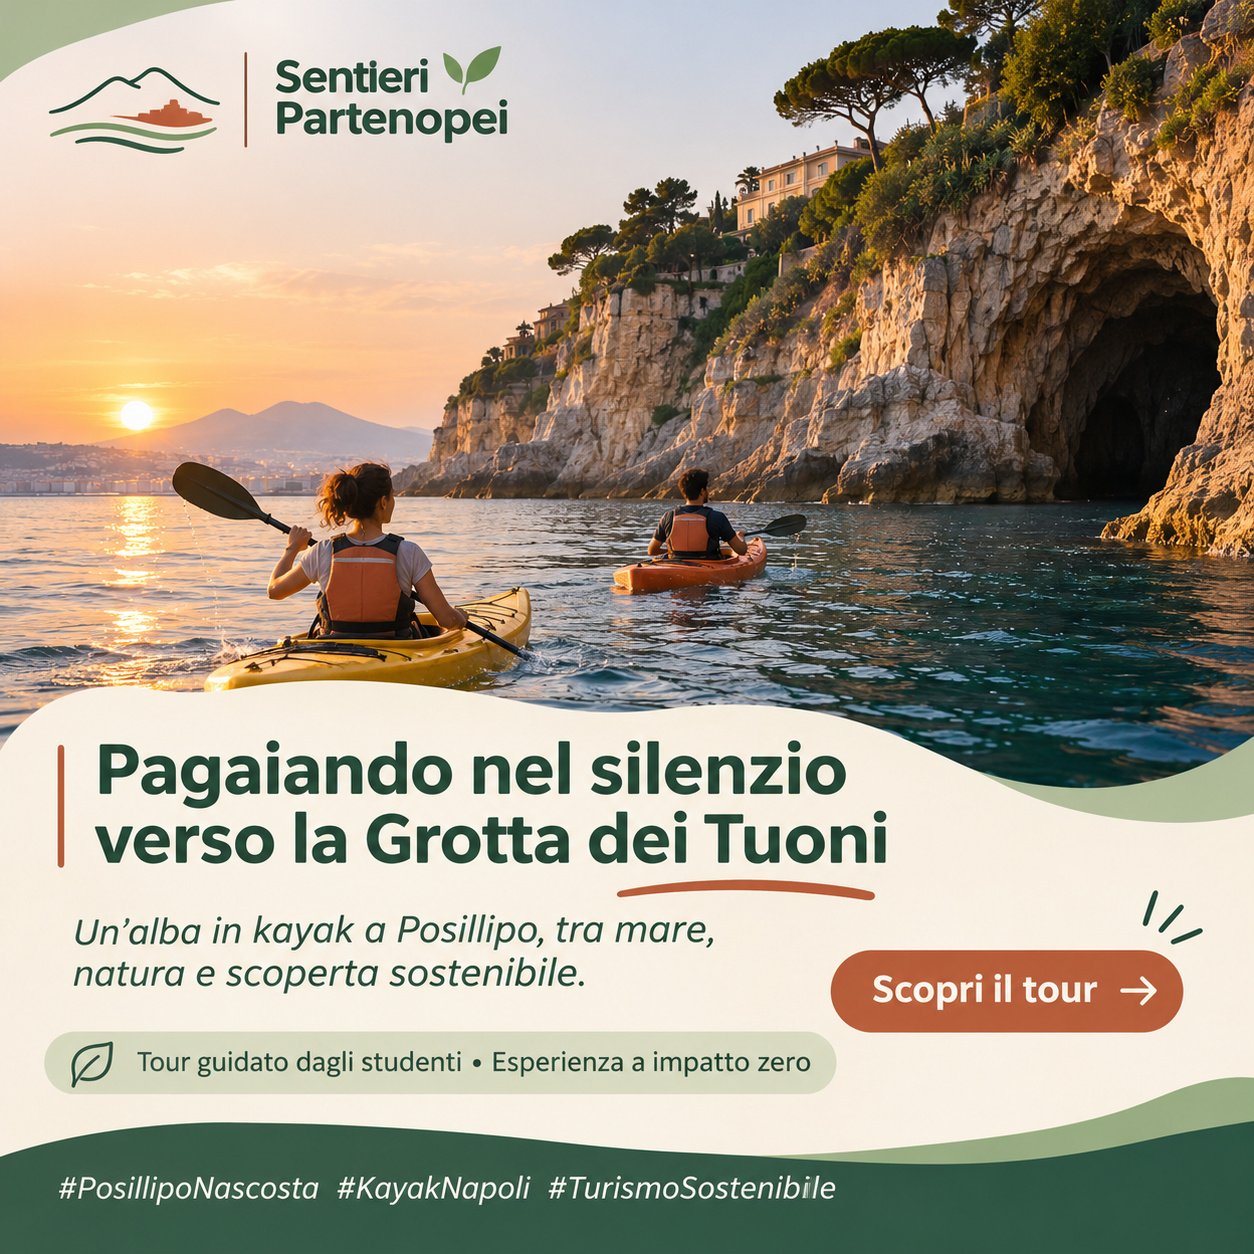 Sentieri
Partenopei
Pagaiando nel silenzio
verso la Grotta dei Tuoni
Un'alba in kayak a Posillipo, tra mare,
natura e scoperta sostenibile.
Scopri il tour →
Tour guidato dagli studenti • Esperienza a impatto zero
#PosillipoNascosta #KayakNapoli #TurismoSostenibile